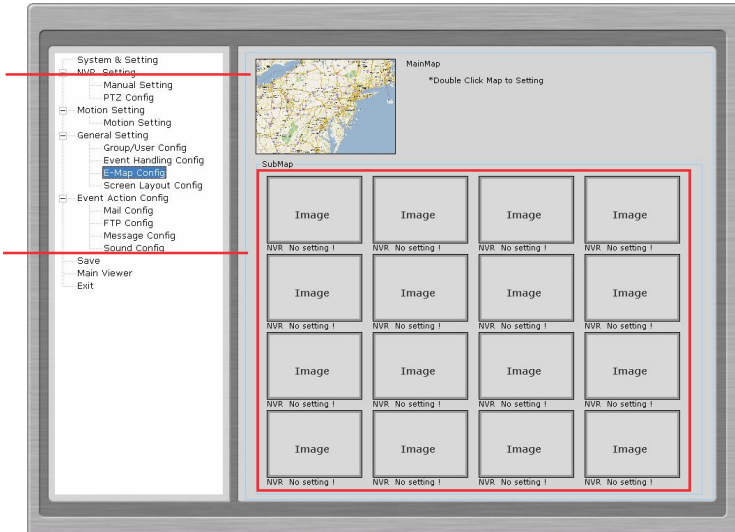 System & Setting
NVR Setting
Manual Setting
PTZ Config
Motion Setting
Motion Setting
General Setting
Group/User Config
Event Handling Config
E-Map Config
Screen Layout Config
Event Action Config
Mail Config
FTP Config
Message Config
Sound Config
Save
Main Viewer
Exit
MainMap
*Double Click Map to Setting
SubMap
Image Image Image Image
NVR No setting ! NVR No setting ! NVR No setting ! NVR No setting !
Image Image Image Image
NVR No setting ! NVR No setting ! NVR No setting ! NVR No setting !
Image Image Image Image
NVR No setting ! NVR No setting ! NVR No setting ! NVR No setting !
Image Image Image Image
NVR No setting ! NVR No setting ! NVR No setting ! NVR No setting !